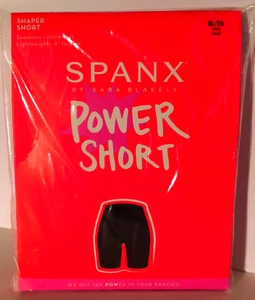 SHAPER
SHORT
SPANX®
BY SARA BLAKELY
POWER
SHORT
WE PUT THE POWER IN YOUR PANTIES!